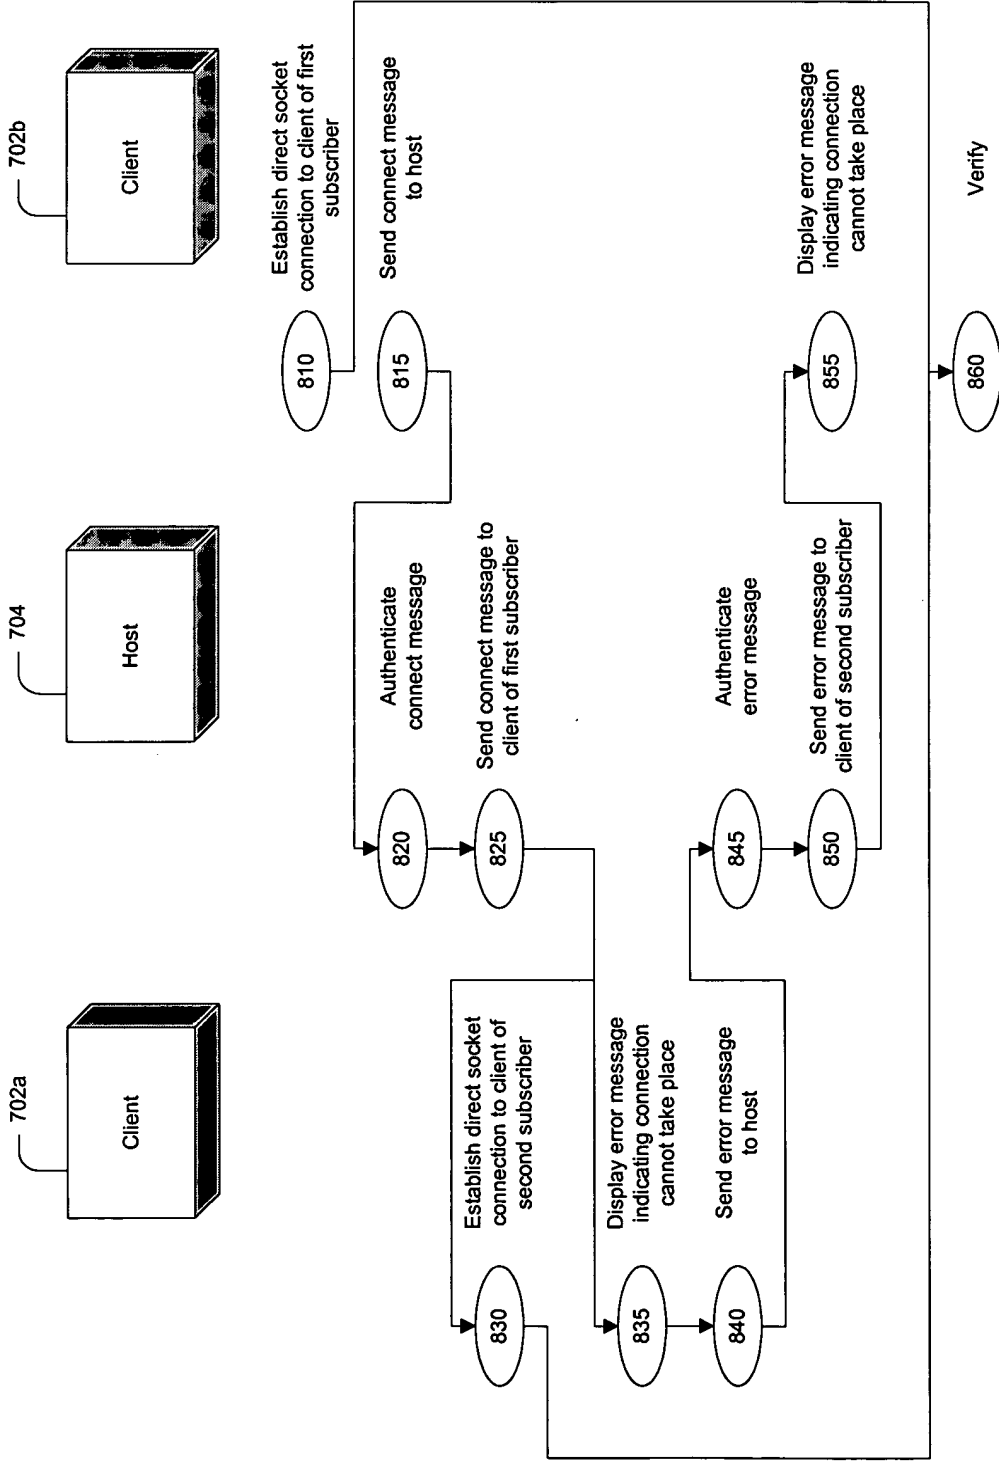 702a
Client
704
Host
702b
Client
810
Establish direct socket
connection to client of first
subscriber
815
Send connect message
to host
820
Authenticate
connect message
825
Send connect message to
client of first subscriber
830
Establish direct socket
connection to client of
second subscriber
835
Display error message
indicating connection
cannot take place
840
Send error message
to host
845
Authenticate
error message
850
Send error message to
client of second subscriber
855
Display error message
indicating connection
cannot take place
860
Verify